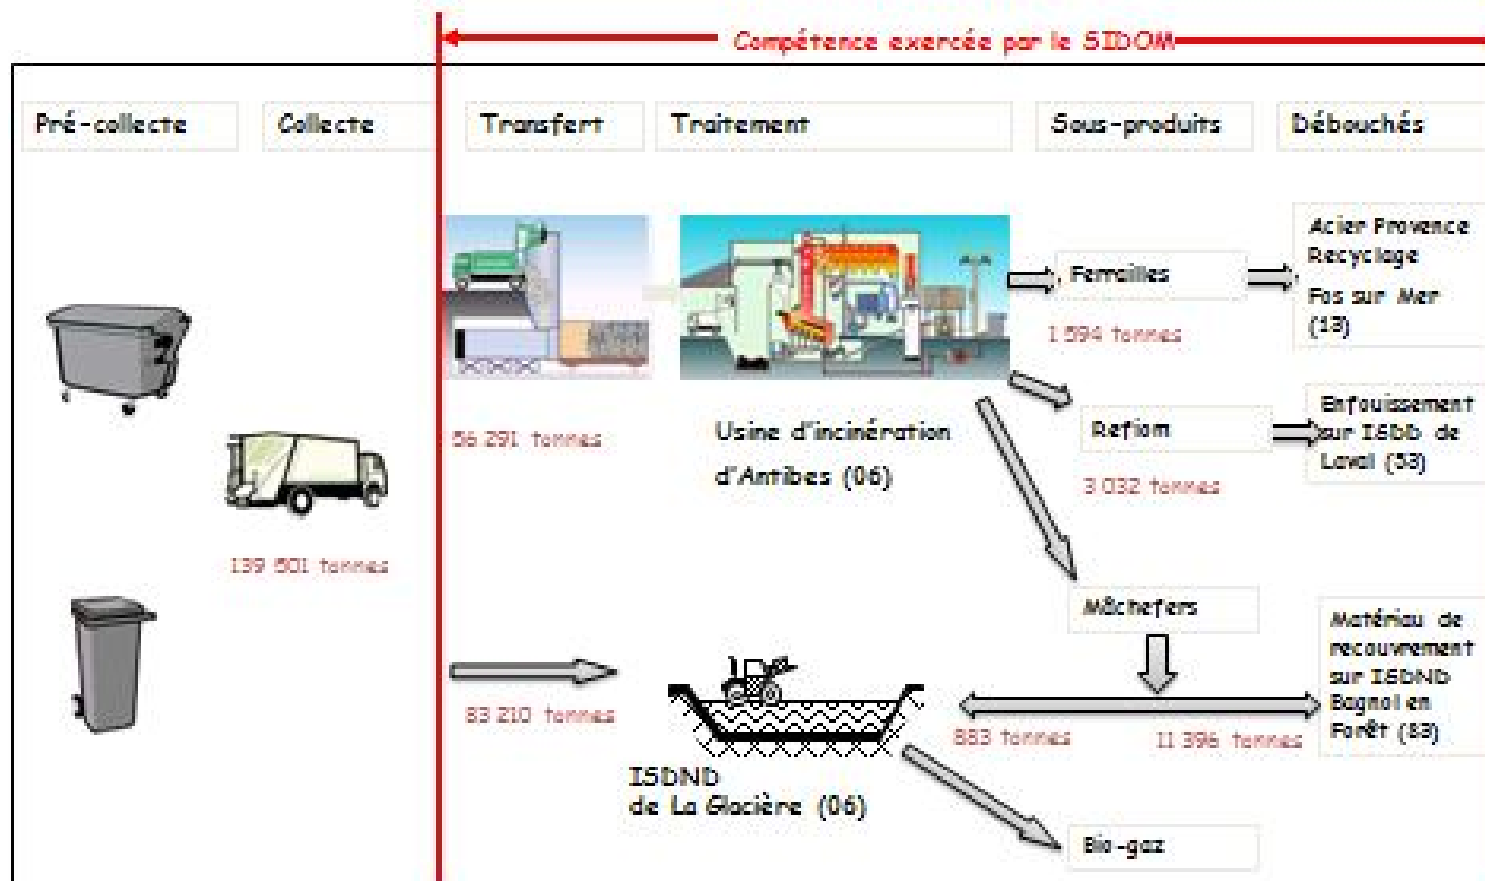 Compétence exercée par le SIDOM
Pré-collecte
Collecte
Transfert
Traitement
Sous-produits
Débouchés
Ferrailles
1 594 tonnes
Acier Provence
Recyclage
Fos sur Mer
(13)
56 291 tonnes
Usine d'incinération
d'Antibes (06)
Refiom
3 032 tonnes
Enfouissement
sur ISDD de
Laval (53)
139 501 tonnes
Mâchefers
83 210 tonnes
883 tonnes
11 396 tonnes
Matériau de
recouvrement
sur ISDND
Bagnol en
Forêt (83)
ISDND
de La Glacière (06)
Bio-gaz